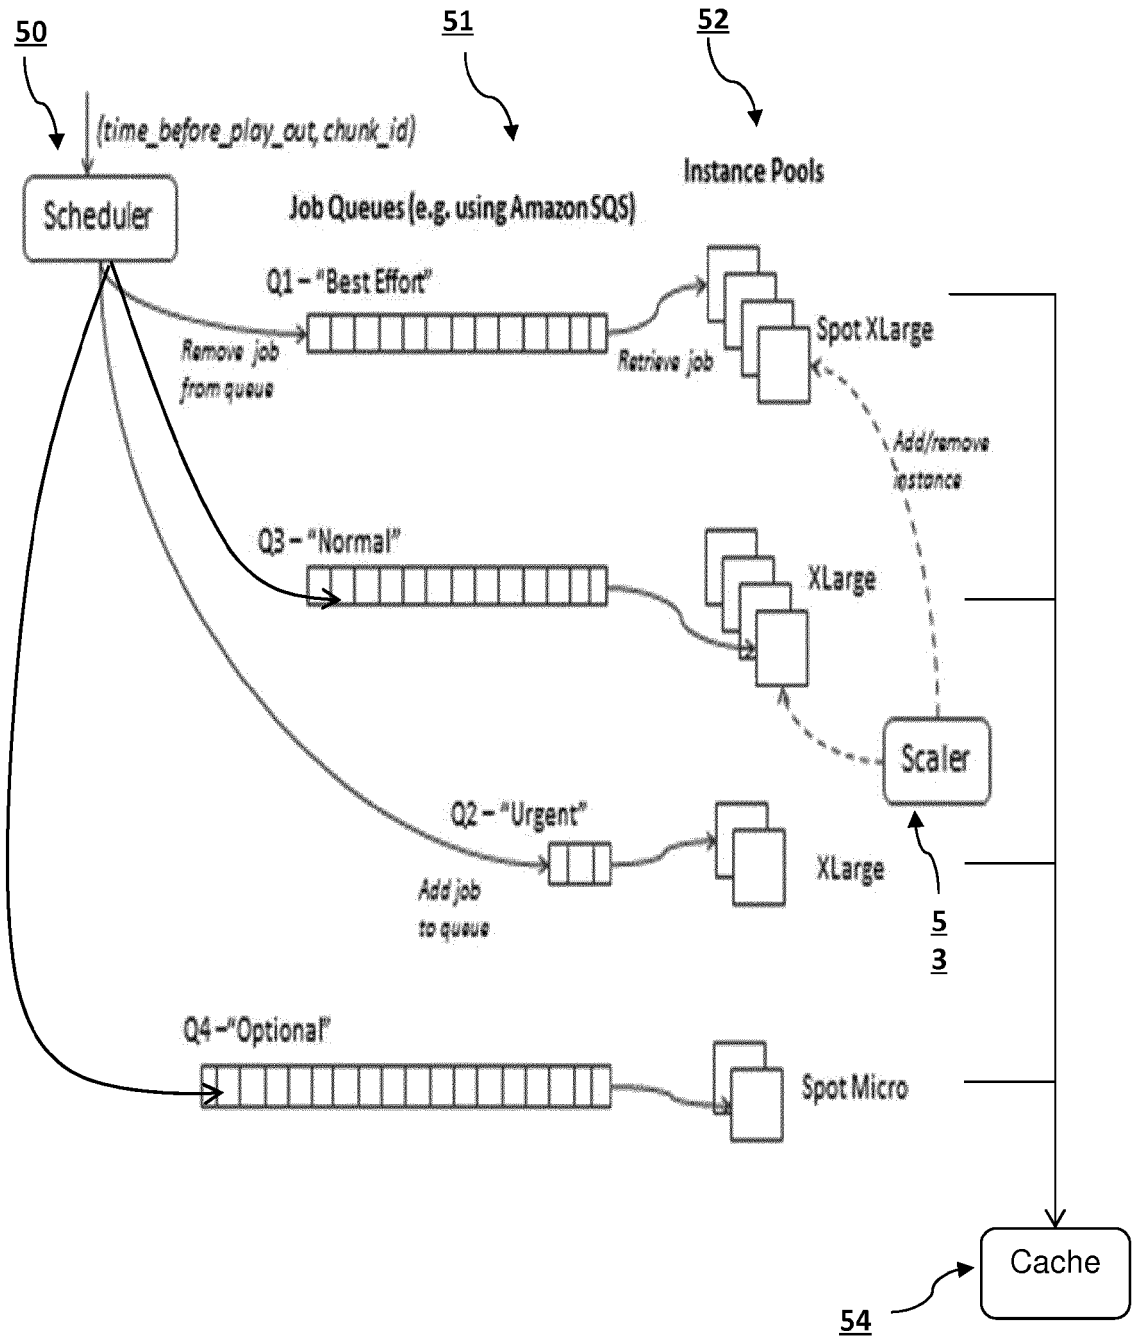 50
51
52
(time_before_play_out, chunk_id)
Instance Pools
Scheduler
Job Queues (e.g. using Amazon SQS)
Q1 – “Best Effort”
Spot XLarge
Remove job
from queue
Retrieve job
Add/remove
instance
Q3 – “Normal”
XLarge
Scaler
Q2 – “Urgent”
XLarge
Add job
to queue
5
3
Q4 –“Optional”
Spot Micro
Cache
54